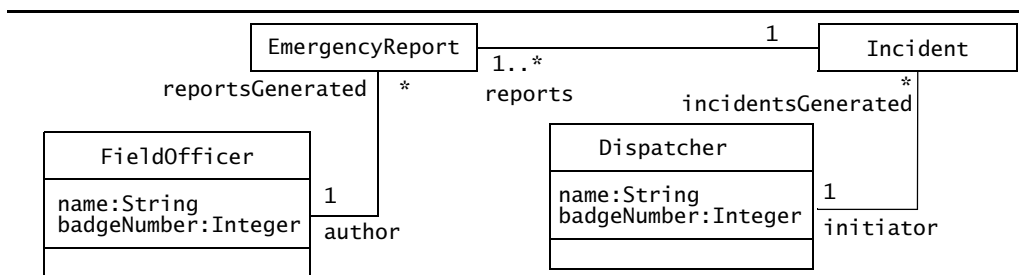 EmergencyReport
1
Incident
1..*
reportsGenerated
*
reports
*
incidentsGenerated
FieldOfficer
Dispatcher
name:String
badgeNumber:Integer
1
author
name:String
badgeNumber:Integer
1
initiator